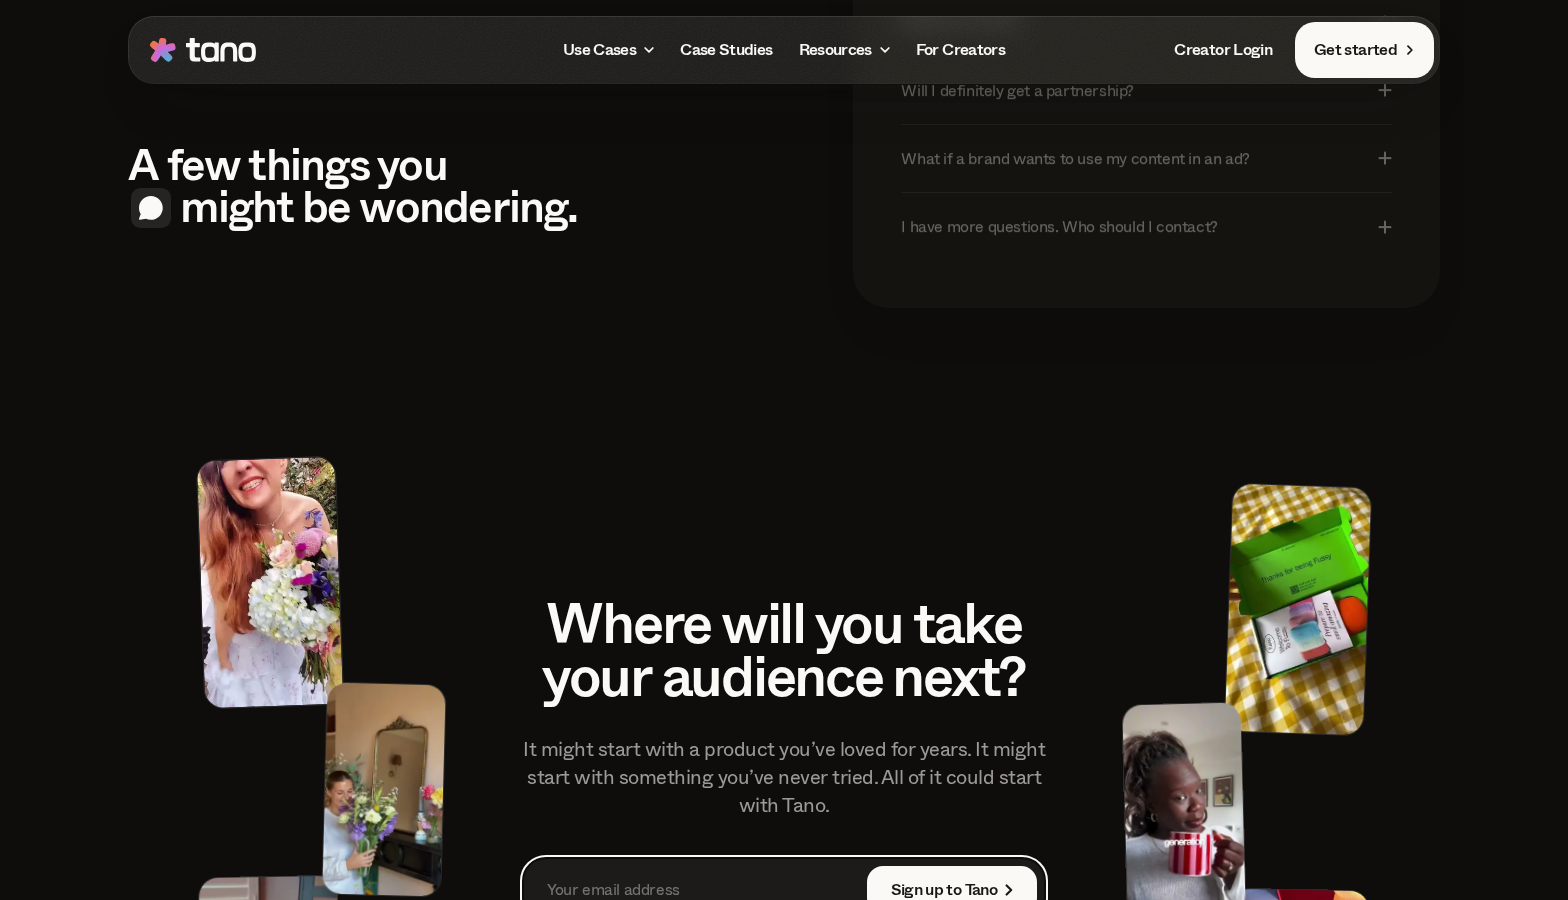 tano
Use Cases
Case Studies
Resources
For Creators
Creator Login
Get started
Will I definitely get a partnership?
What if a brand wants to use my content in an ad?
I have more questions. Who should I contact?
A few things you
might be wondering.
Thanks for being Fussy
Where will you take
your audience next?
It might start with a product you’ve loved for years. It might
start with something you’ve never tried. All of it could start
with Tano.
Your email address
Sign up to Tano